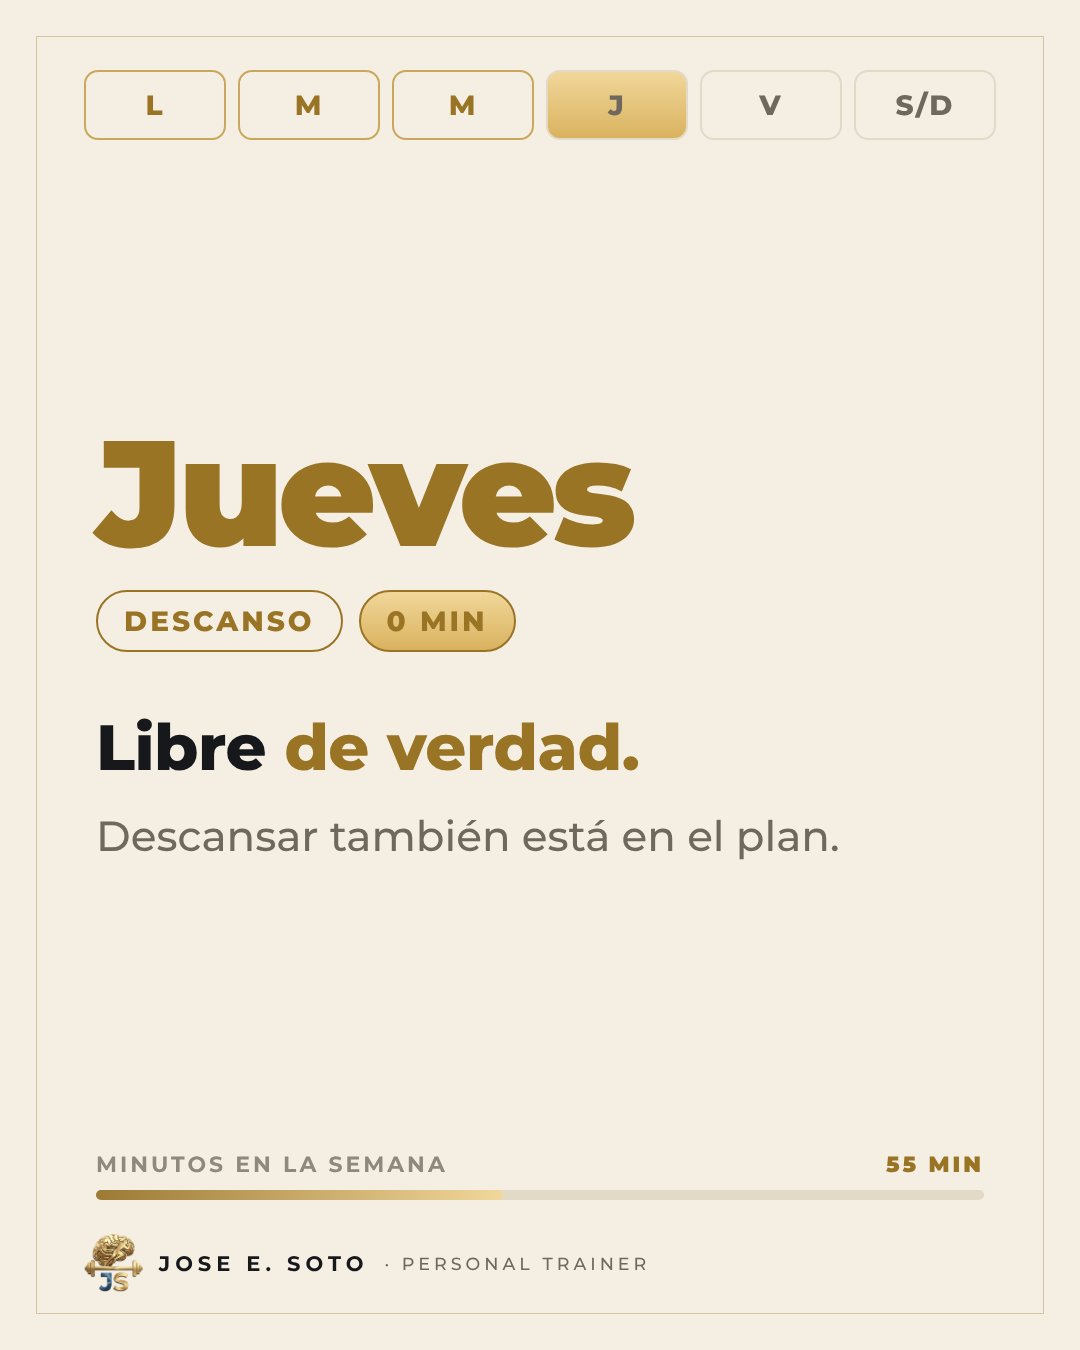 L M M J V S/D
Jueves
DESCANSO 0 MIN
Libre de verdad.
Descansar también está en el plan.
MINUTOS EN LA SEMANA 55 MIN
JS JOSE E. SOTO · PERSONAL TRAINER